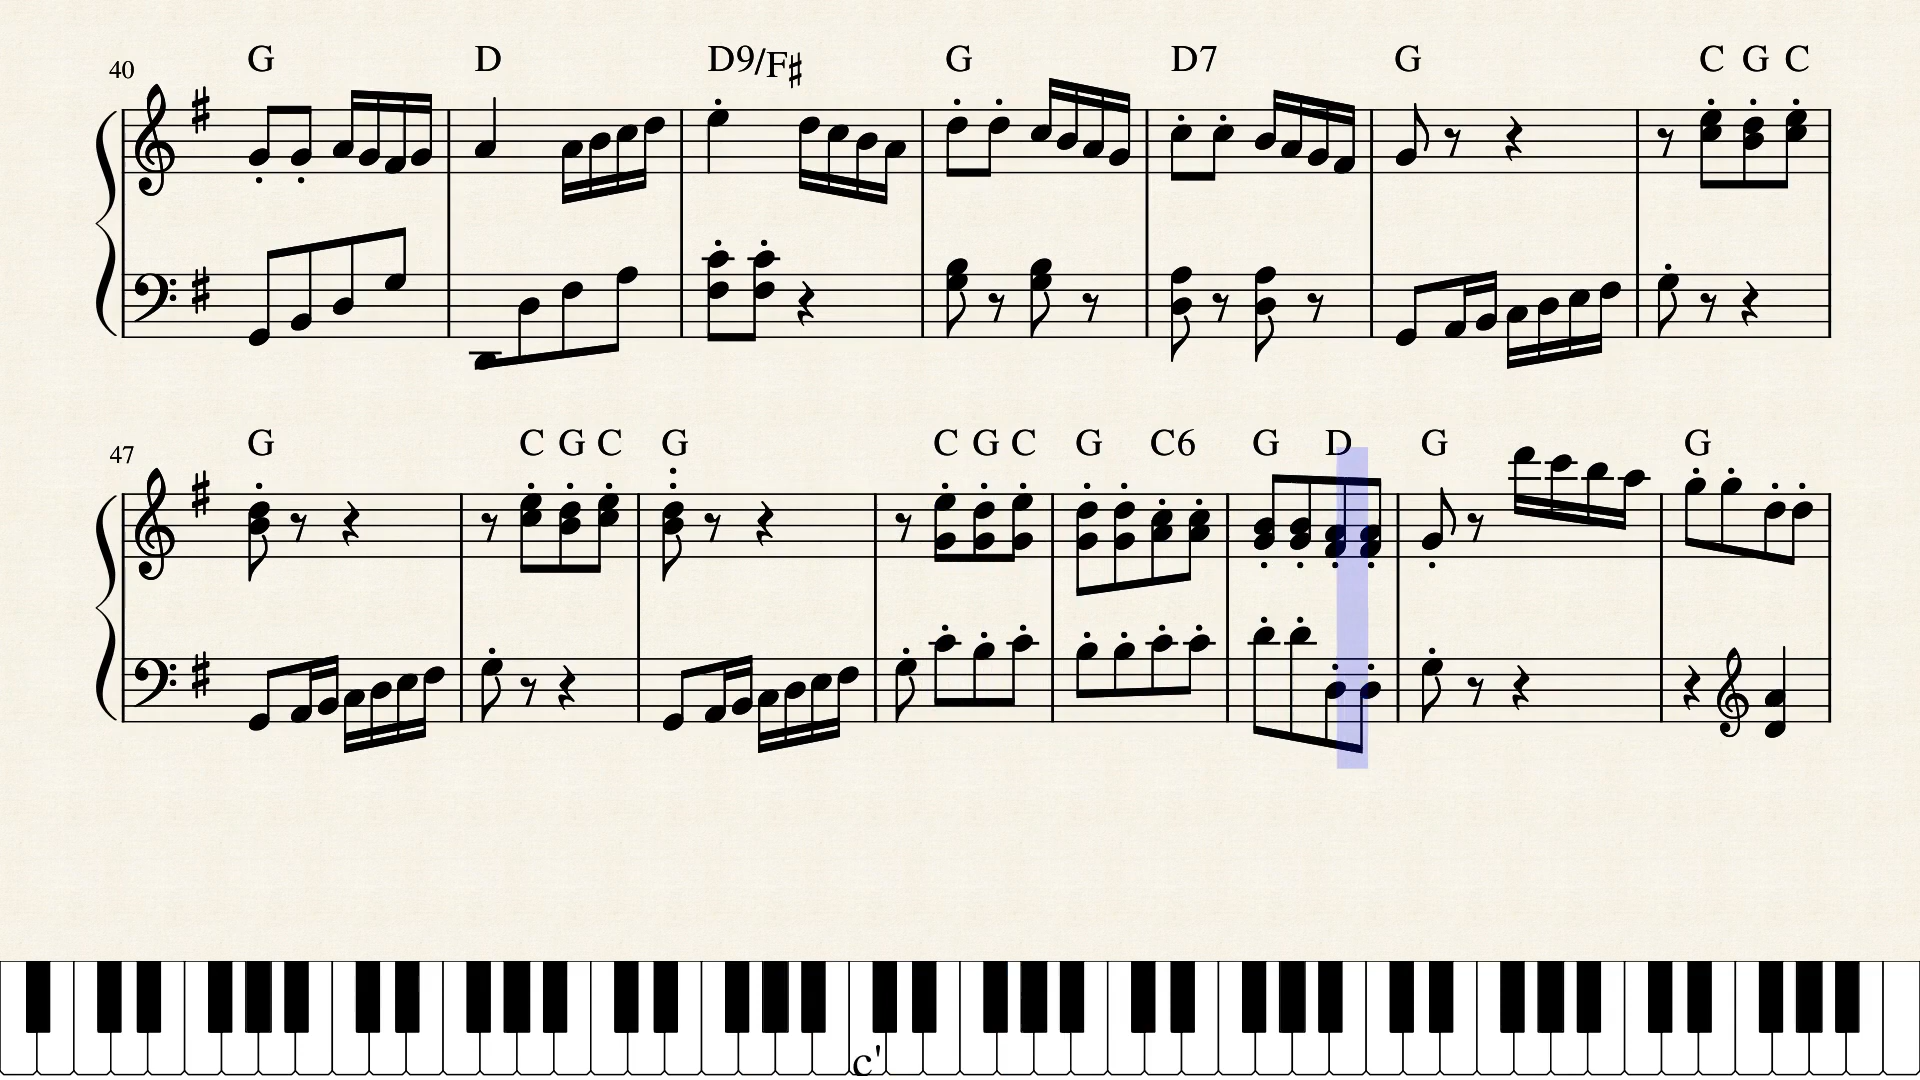 G D D9/F♯ G D7 G C G C
40
G C G C G C G C G C6 G D G G
47
c'